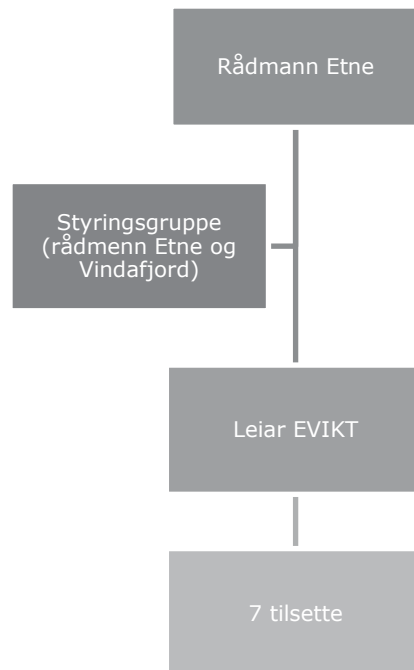 Rådmann Etne
Styringsgruppe
(rådmenn Etne og
Vindafjord)
Leiar EVIKT
7 tilsette